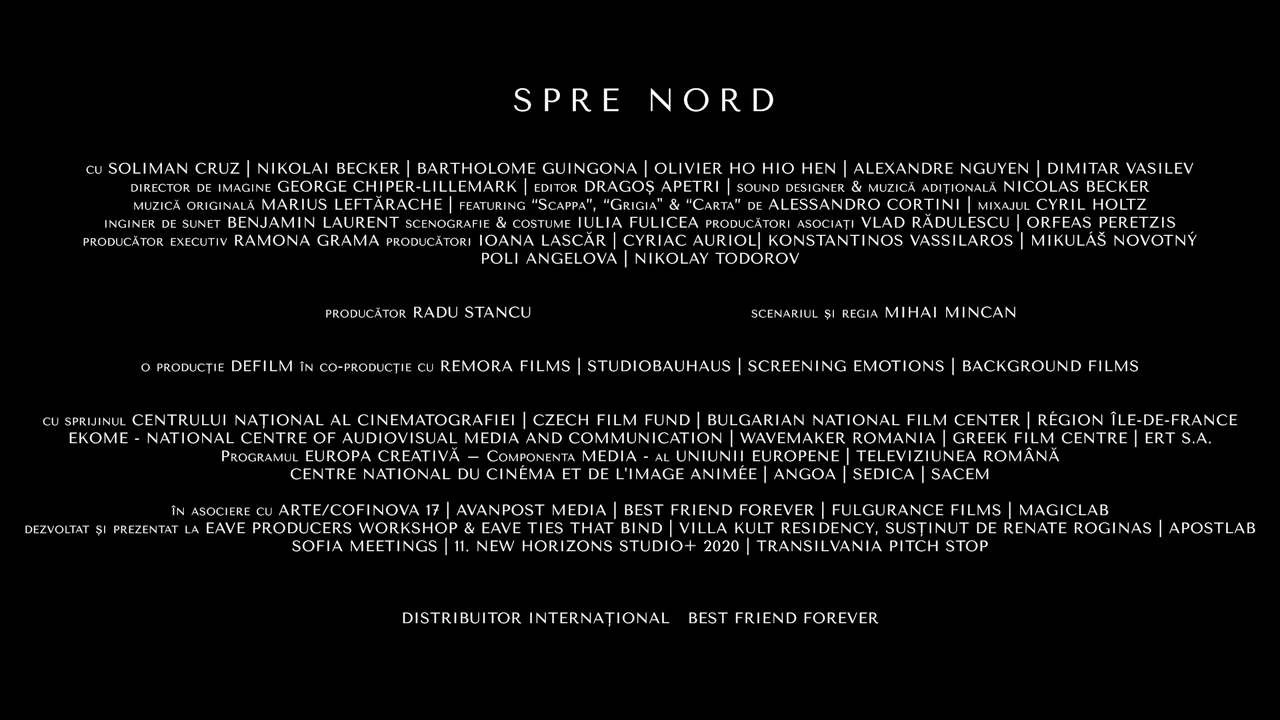 SPRE NORD
CU SOLIMAN CRUZ | NIKOLAI BECKER | BARTHOLOME GUINGONA | OLIVIER HO HIO HEN | ALEXANDRE NGUYEN | DIMITAR VASILEV
DIRECTOR DE IMAGINE GEORGE CHIPER-LILLEMARK | EDITOR DRAGOȘ APETRI | SOUND DESIGNER & MUZICĂ ADIȚIONALĂ NICOLAS BECKER
MUZICĂ ORIGINALĂ MARIUS LEFTĂRACHE | FEATURING “SCAPPA”, “GRIGIA" & “CARTA” DE ALESSANDRO CORTINI | MIXAJUL CYRIL HOLTZ
INGINER DE SUNET BENJAMIN LAURENT SCENOGRAFIE & COSTUME IULIA FULICEA PRODUCĂTORI ASOCIAȚI VLAD RĂDULESCU | ORFEAS PERETZIS
PRODUCĂTOR EXECUTIV RAMONA GRAMA PRODUCĂTORI IOANA LASCĂR | CYRIAC AURIOL| KONSTANTINOS VASSILAROS | MIKULÁŠ NOVOTNÝ
POLI ANGELOVA | NIKOLAY TODOROV
PRODUCĂTOR RADU STANCU
SCENARIUL ȘI REGIA MIHAI MINCAN
O PRODUCȚIE DEFILM ÎN CO-PRODUCȚIE CU REMORA FILMS | STUDIOBAUHAUS | SCREENING EMOTIONS | BACKGROUND FILMS
CU SPRIJINUL CENTRULUI NAȚIONAL AL CINEMATOGRAFIEI | CZECH FILM FUND | BULGARIAN NATIONAL FILM CENTER | RÉGION ÎLE-DE-FRANCE
EKOME - NATIONAL CENTRE OF AUDIOVISUAL MEDIA AND COMMUNICATION | WAVEMAKER ROMANIA | GREEK FILM CENTRE | ERT S.A.
PROGRAMUL EUROPA CREATIVĂ – COMPONENTA MEDIA - AL UNIUNII EUROPENE | TELEVIZIUNEA ROMÂNĂ
CENTRE NATIONAL DU CINÉMA ET DE L'IMAGE ANIMÉE | ANGOA | SEDICA | SACEM
ÎN ASOCIERE CU ARTE/COFINOVA 17 | AVANPOST MEDIA | BEST FRIEND FOREVER | FULGURANCE FILMS | MAGICLAB
DEZVOLTAT ȘI PREZENTAT LA EAVE PRODUCERS WORKSHOP & EAVE TIES THAT BIND | VILLA KULT RESIDENCY, SUSȚINUT DE RENATE ROGINAS | APOSTLAB
SOFIA MEETINGS | 11. NEW HORIZONS STUDIO+ 2020 | TRANSILVANIA PITCH STOP
DISTRIBUITOR INTERNAȚIONAL BEST FRIEND FOREVER